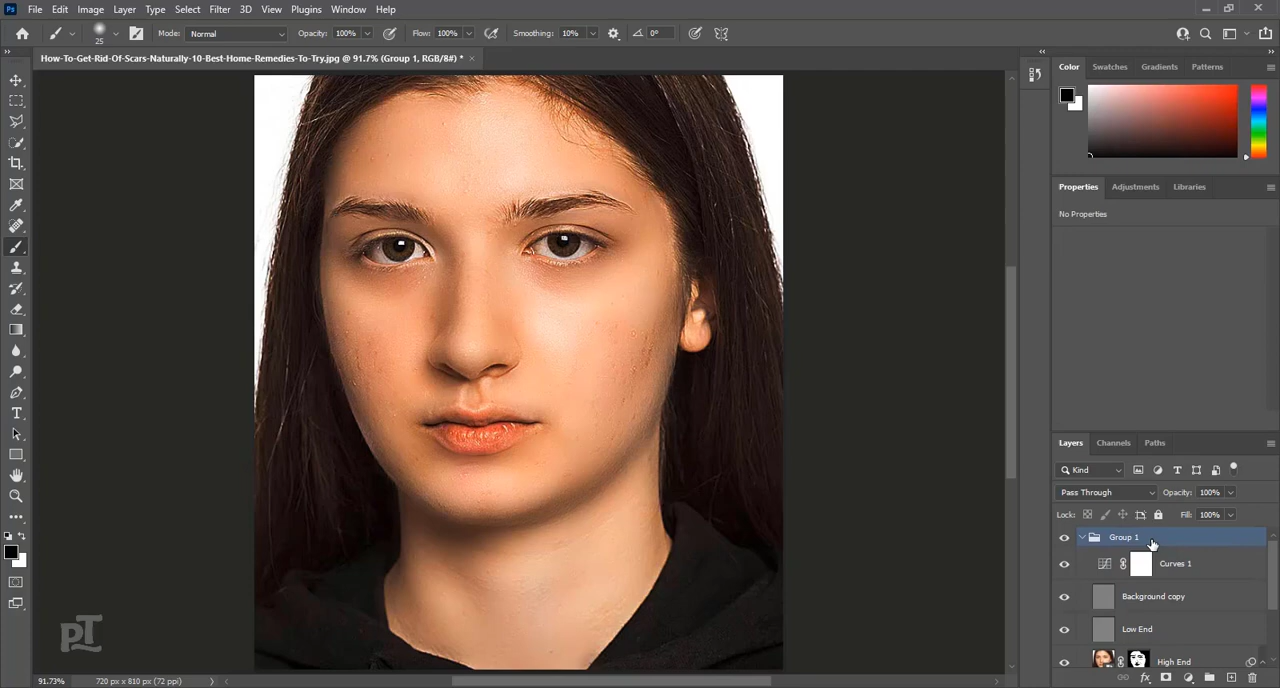 Ps File Edit Image Layer Type Select Filter 3D View Plugins Window Help
25 Mode: Normal Opacity: 100% Flow: 100% Smoothing: 10% 0°
How-To-Get-Rid-Of-Scars-Naturally-10-Best-Home-Remedies-To-Try.jpg @ 91.7% (Group 1, RGB/8#) *
Color Swatches Gradients Patterns
Properties Adjustments Libraries
No Properties
Layers Channels Paths
Kind
Pass Through Opacity: 100%
Lock: Fill: 100%
Group 1
Curves 1
Background copy
Low End
High End
pT
91.73% 720 px x 810 px (72 ppi)